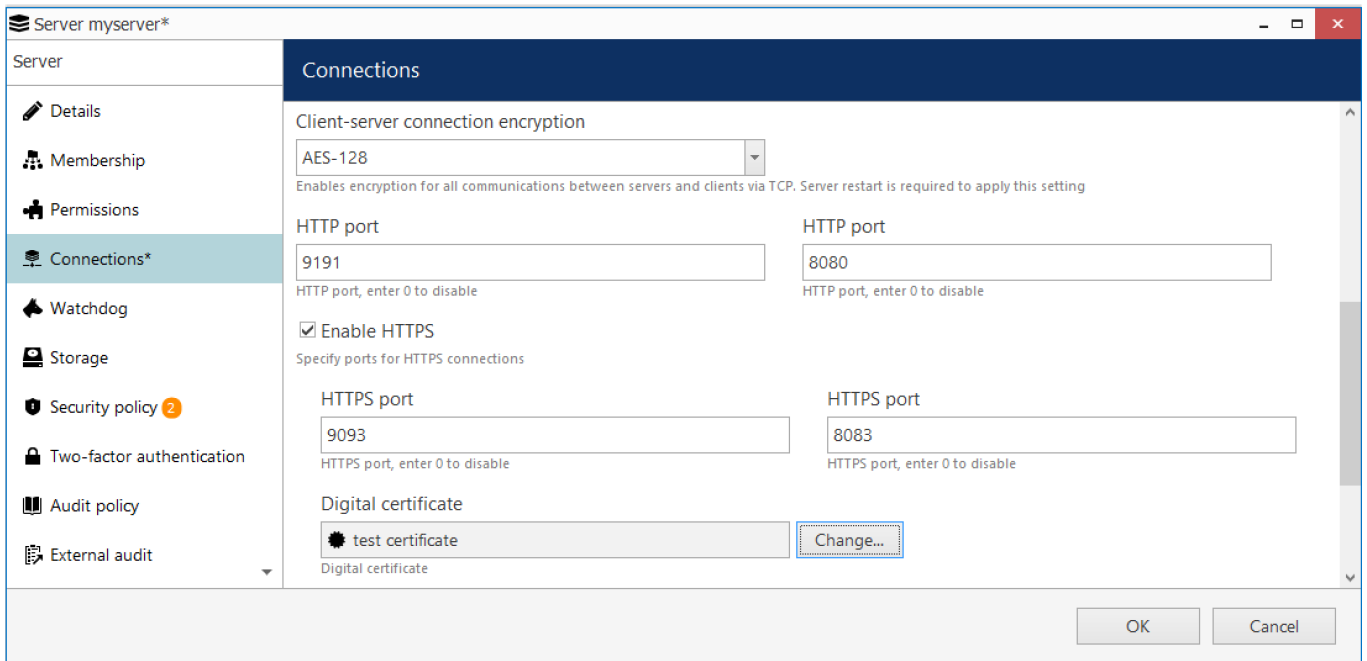 Server myserver*
Server
Details
Membership
Permissions
Connections*
Watchdog
Storage
Security policy 2
Two-factor authentication
Audit policy
External audit
Connections
Client-server connection encryption
AES-128
Enables encryption for all communications between servers and clients via TCP. Server restart is required to apply this setting
HTTP port HTTP port
9191 8080
HTTP port, enter 0 to disable HTTP port, enter 0 to disable
Enable HTTPS
Specify ports for HTTPS connections
HTTPS port HTTPS port
9093 8083
HTTPS port, enter 0 to disable HTTPS port, enter 0 to disable
Digital certificate
test certificate Change...
Digital certificate
OK Cancel